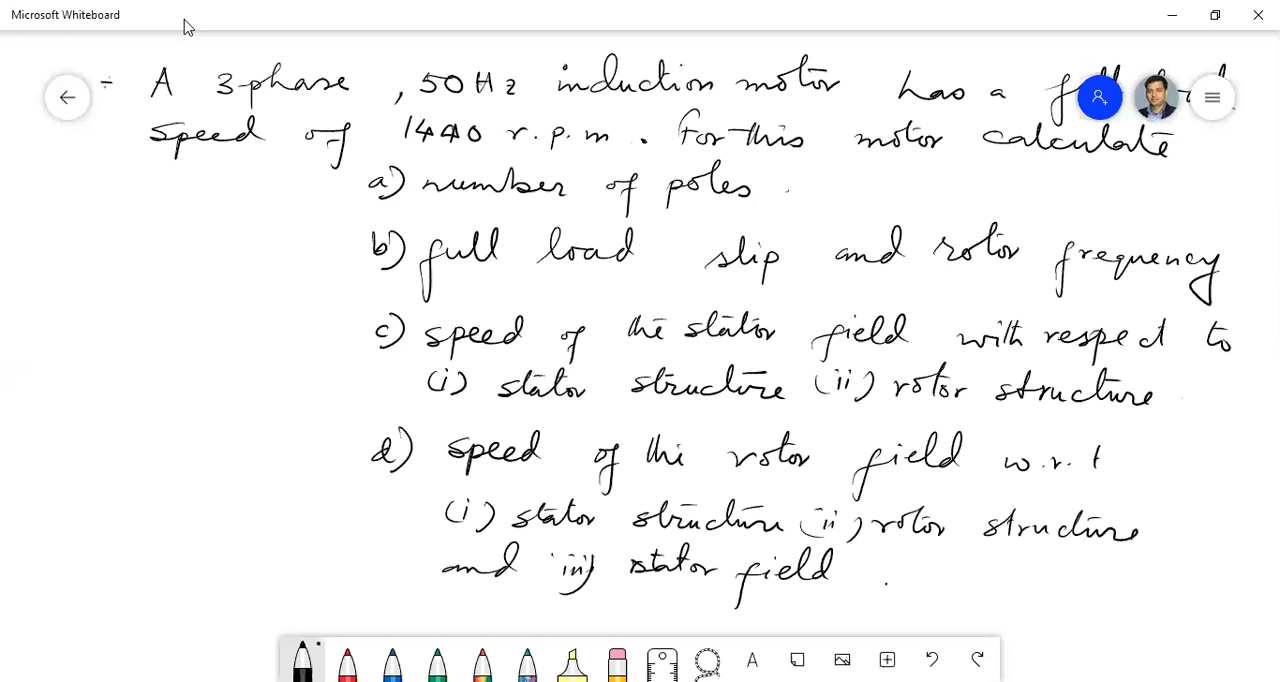 Microsoft Whiteboard
A 3-phase , 50 Hz induction motor has a
speed of 1440 r.p.m. For this motor calculate
a) number of poles.
b) full load slip and rotor frequency
c) speed of the stator field with respect to
(i) stator structure (ii) rotor structure
d) speed of the rotor field w.r.t
(i) stator structure (ii) rotor structure
and iii) stator field.
A